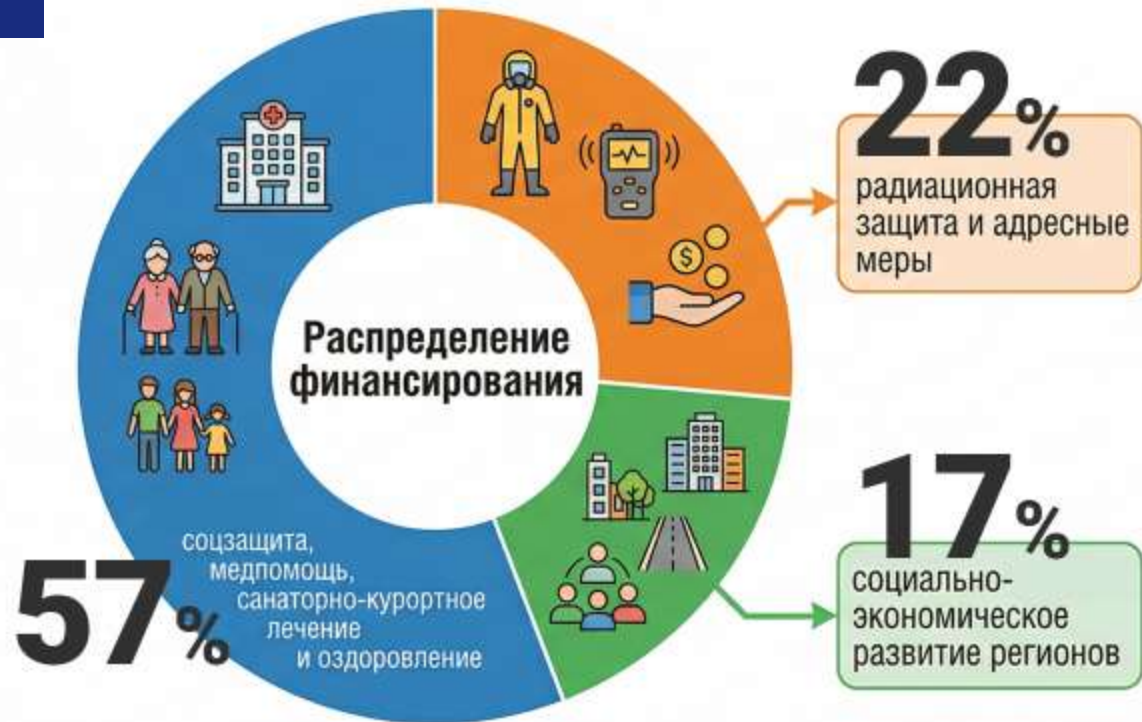 Распределение
финансирования
22%
радиационная
защита и адресные
меры
17%
социально-
экономическое
развитие регионов
57%
соцзащита,
медпомощь,
санаторно-курортное
лечение
и оздоровление
$